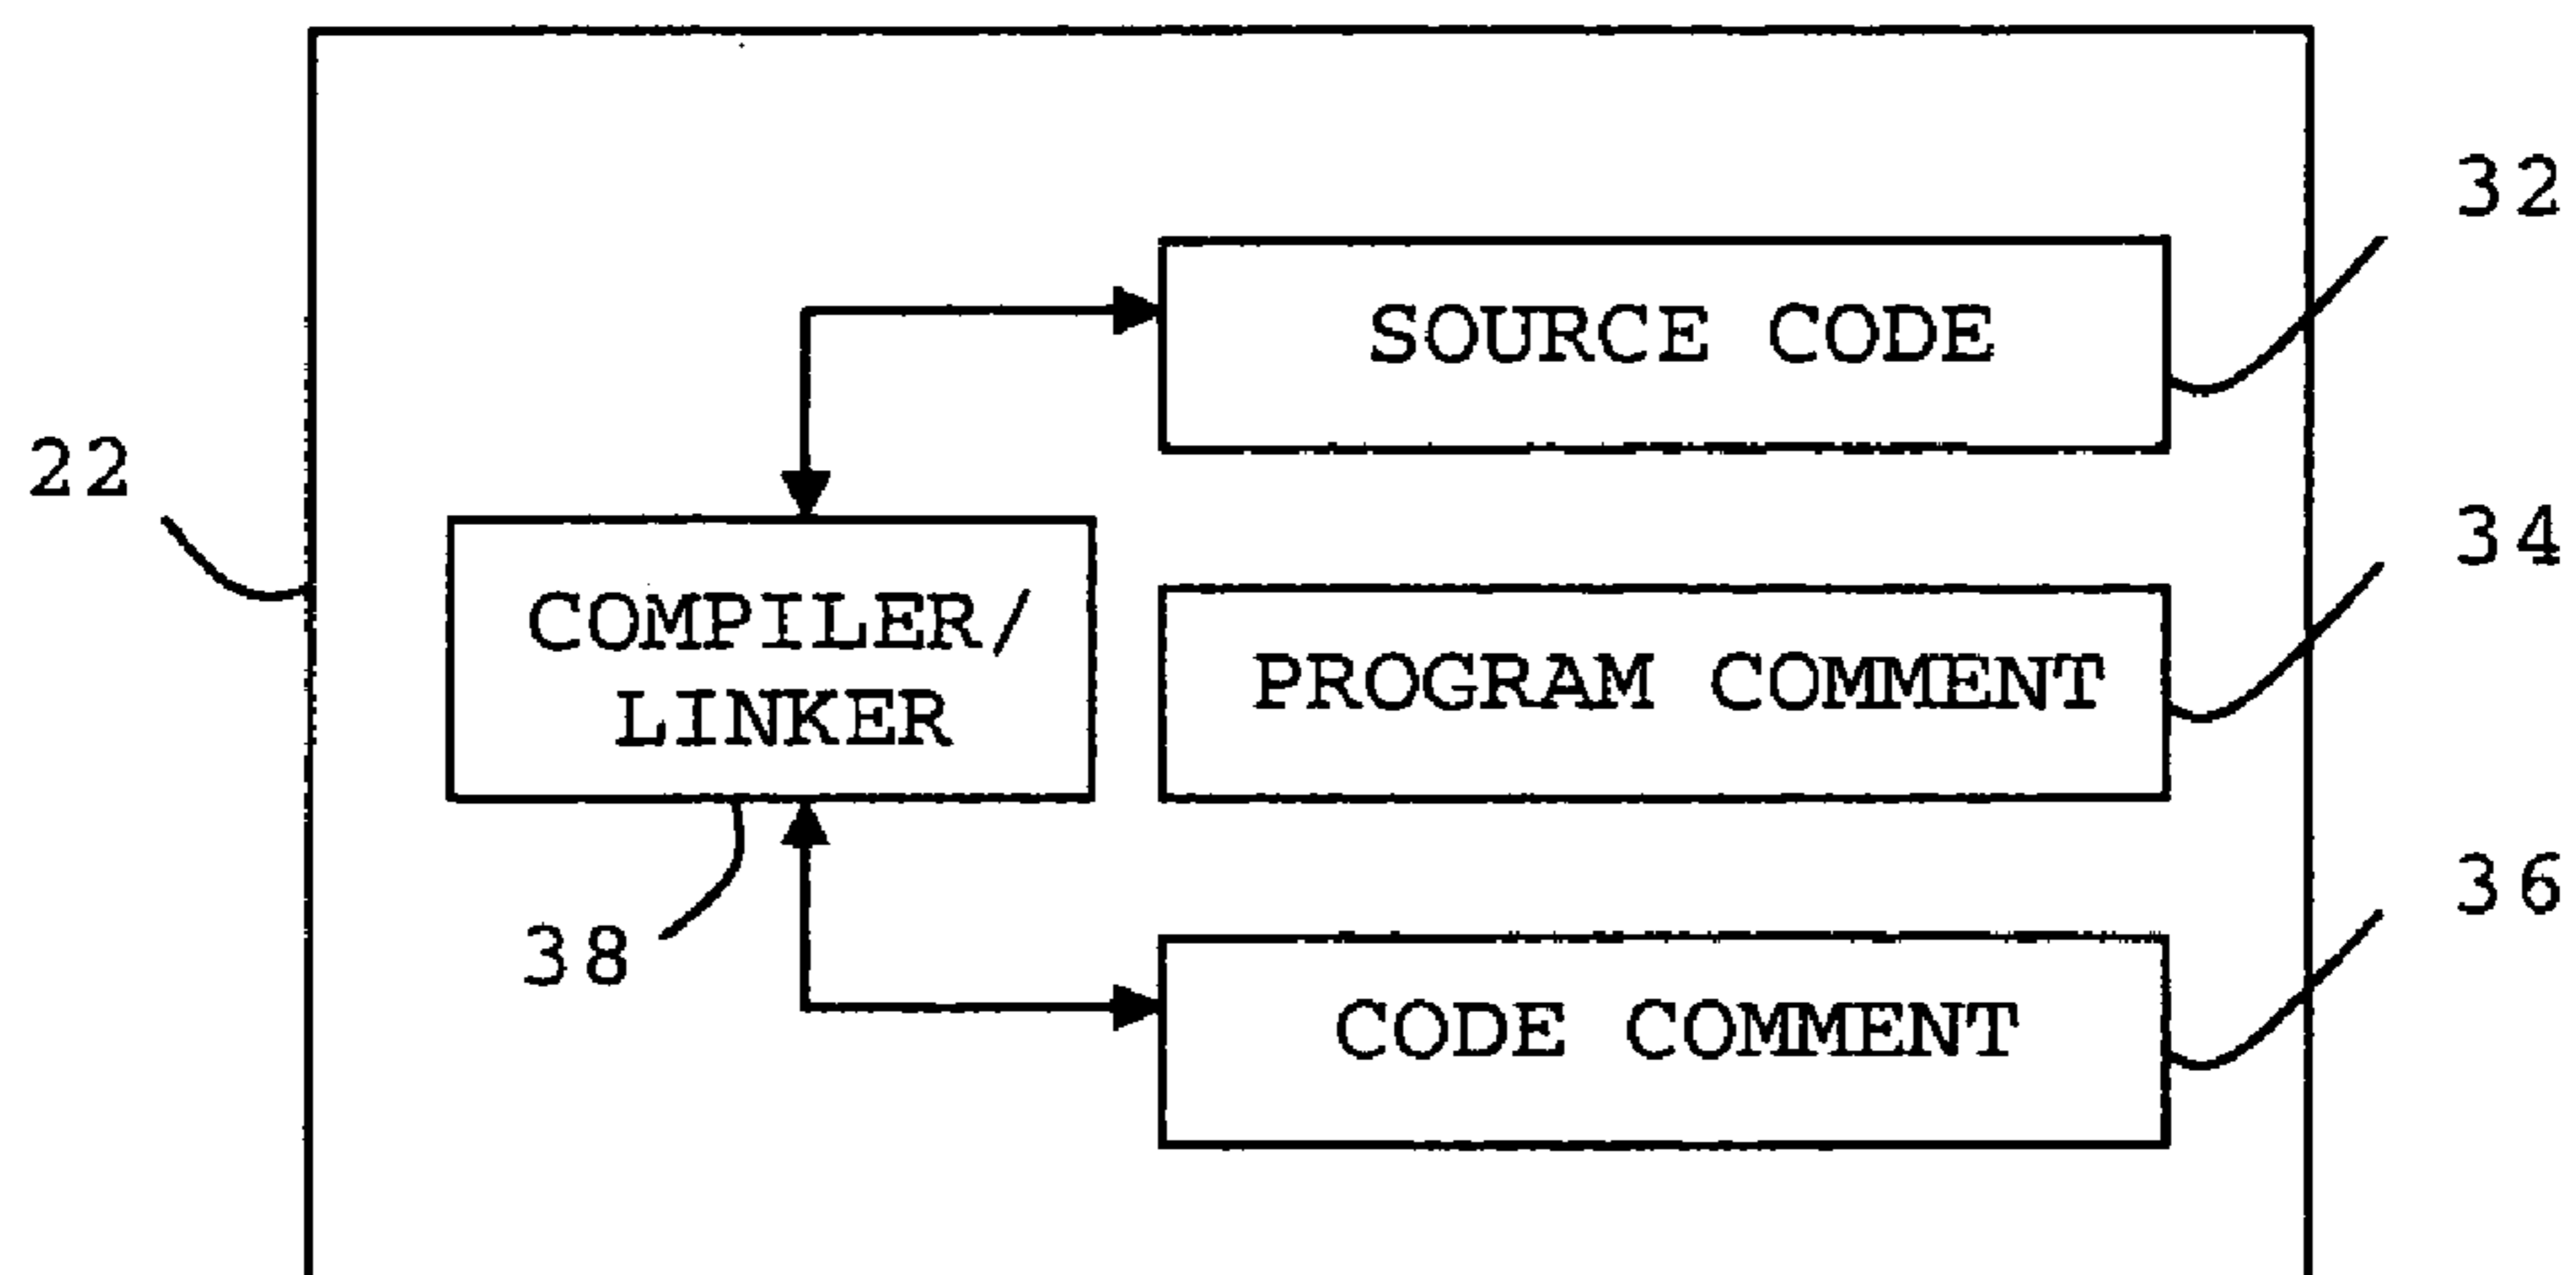 32
SOURCE CODE
22
34
COMPILER/
LINKER
PROGRAM COMMENT
36
38
CODE COMMENT